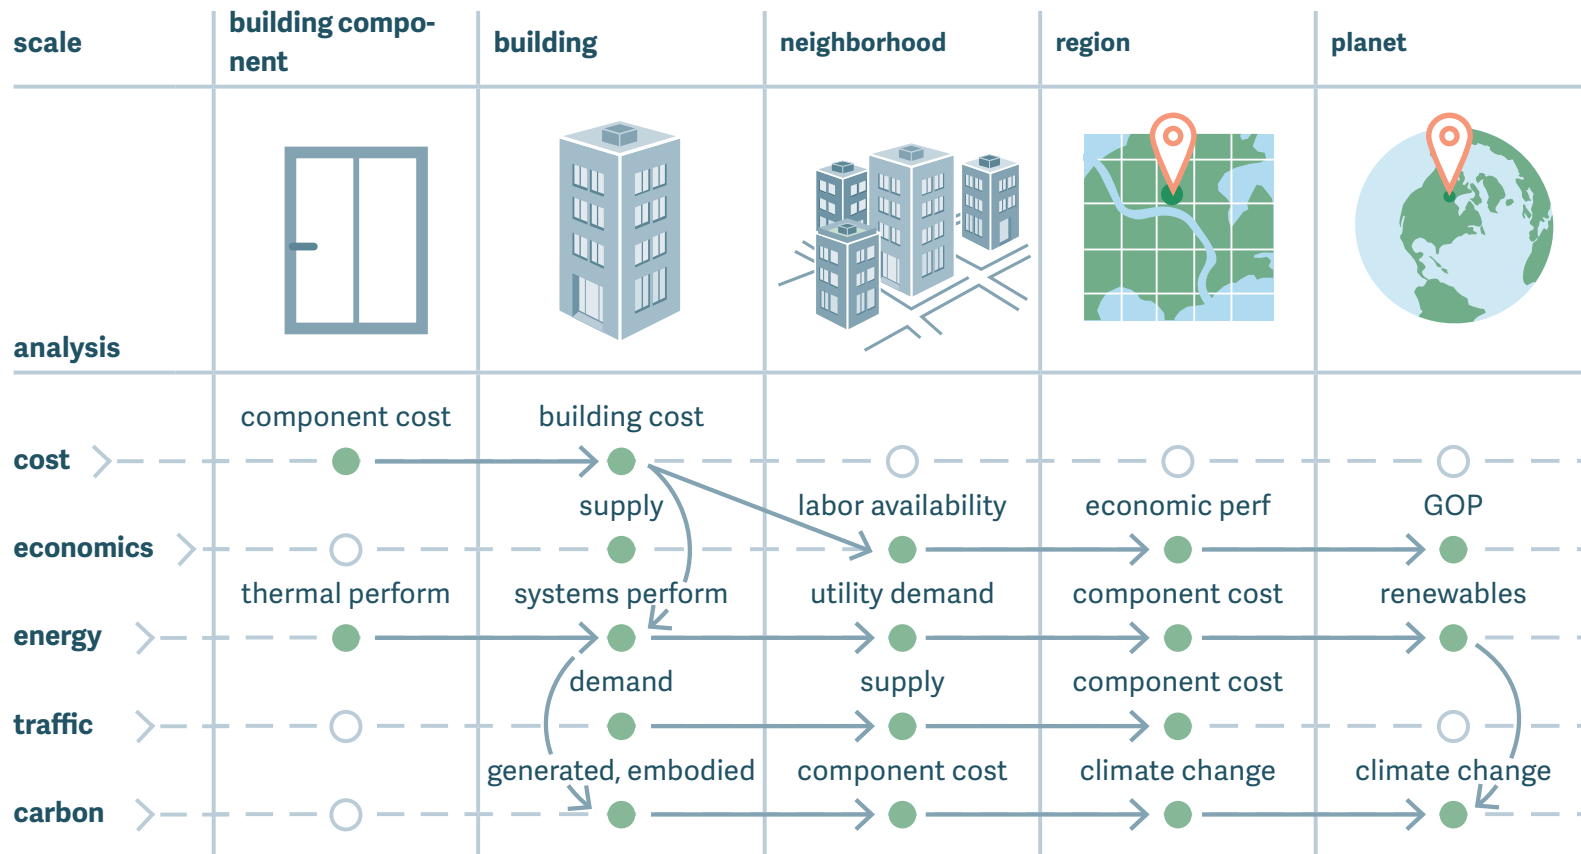 scale
building compo-
nent
building
neighborhood
region
planet
analysis
component cost
building cost
cost
supply
labor availability
economic perf
GOP
economics
thermal perform
systems perform
utility demand
component cost
renewables
energy
demand
supply
component cost
traffic
generated, embodied
component cost
climate change
climate change
carbon